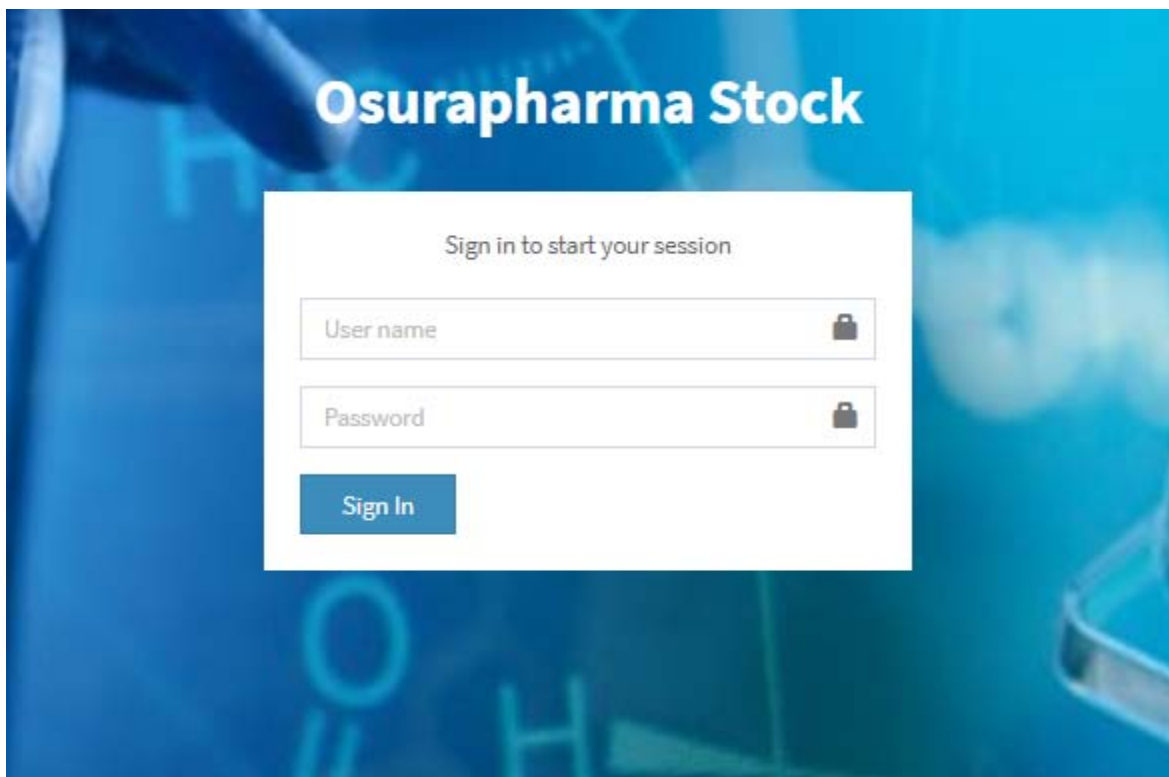 Osurapharma Stock
H
C
Sign in to start your session
User name
Password
Sign In
O
H